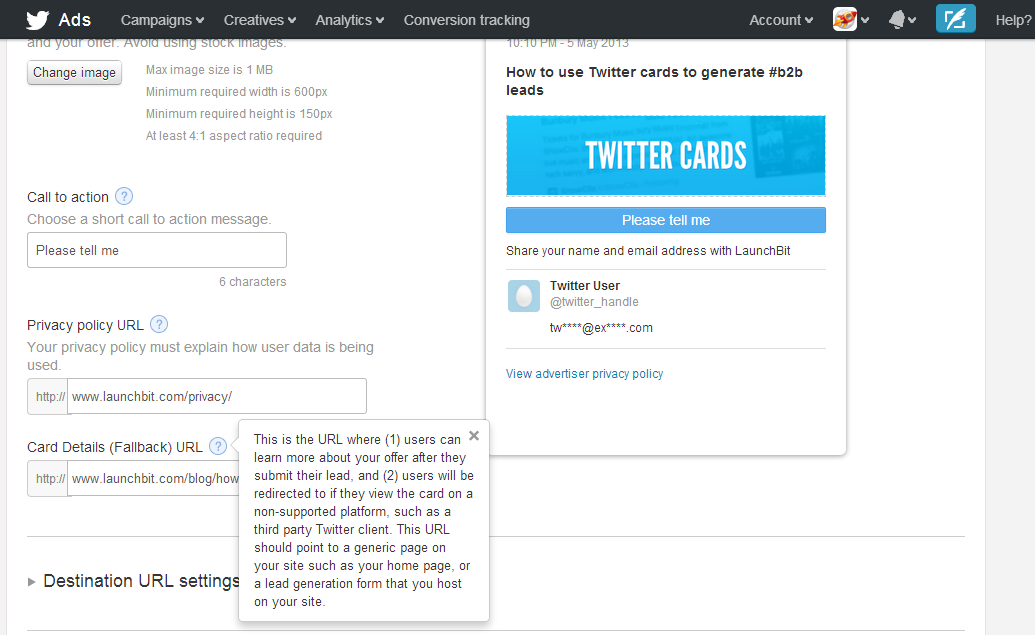 Ads Campaigns Creatives Analytics Conversion tracking Account Help?
and your offer. Avoid using stock images.
Change image
Max image size is 1 MB
Minimum required width is 600px
Minimum required height is 150px
At least 4:1 aspect ratio required
Call to action ?
Choose a short call to action message.
Please tell me
6 characters
Privacy policy URL ?
Your privacy policy must explain how user data is being
used.
http:// www.launchbit.com/privacy/
Card Details (Fallback) URL ?
http:// www.launchbit.com/blog/how
This is the URL where (1) users can
learn more about your offer after they
submit their lead, and (2) users will be
redirected to if they view the card on a
non-supported platform, such as a
third party Twitter client. This URL
should point to a generic page on
your site such as your home page, or
a lead generation form that you host
on your site.
Destination URL settings
10:10 PM - 5 May 2013
How to use Twitter cards to generate #b2b
leads
TWITTER CARDS
Please tell me
Share your name and email address with LaunchBit
Twitter User
@twitter_handle
tw****@ex****.com
View advertiser privacy policy